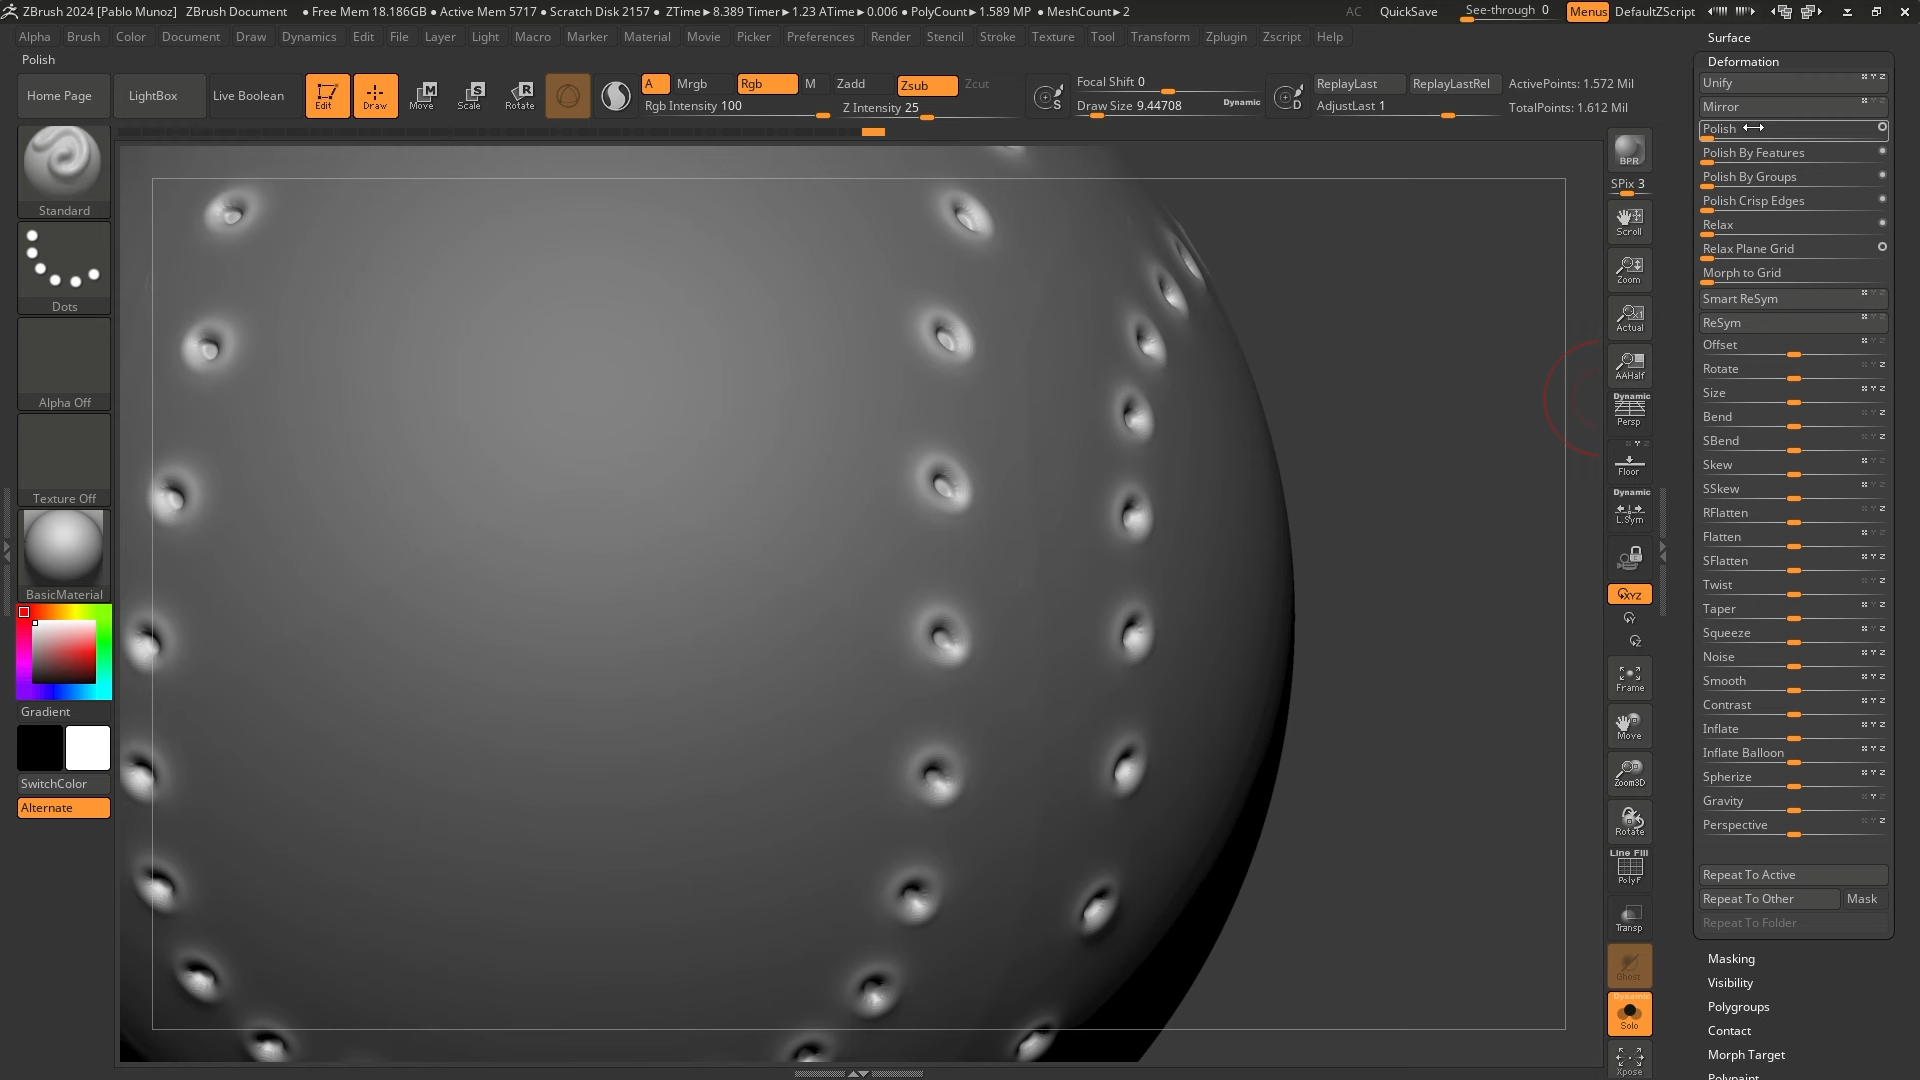 ZBrush 2024 [Pablo Munoz] ZBrush Document ● Free Mem 18.186GB ● Active Mem 5717 ● Scratch Disk 2157 ● ZTime►8.389 Timer►1.23 ATime►0.006 ● PolyCount►1.589 MP ● MeshCount►2 AC QuickSave See-through 0 Menus DefaultZScript
Alpha Brush Color Document Draw Dynamics Edit File Layer Light Macro Marker Material Movie Picker Preferences Render Stencil Stroke Texture Tool Transform Zplugin Zscript Help
Polish
Home Page LightBox Live Boolean Edit Draw Move Scale Rotate
A Mrgb Rgb M Zadd Zsub Zcut
Rgb Intensity 100 Z Intensity 25
S Focal Shift 0
Draw Size 9.44708 Dynamic
D ReplayLast ReplayLastRel ActivePoints: 1.572 Mil
AdjustLast 1 TotalPoints: 1.612 Mil
Standard
Dots
Alpha Off
Texture Off
BasicMaterial
Gradient
SwitchColor
Alternate
BPR
SPix 3
Scroll
Zoom
Actual
AAHalf
Dynamic
Persp
Floor
Dynamic
L.Sym
XYZ
Y
Z
Frame
Move
Zoom3D
Rotate
Line Fill
PolyF
Transp
Ghost
Dynamic
Solo
Xpose
Surface
Deformation
Unify
Mirror
Polish
Polish By Features
Polish By Groups
Polish Crisp Edges
Relax
Relax Plane Grid
Morph to Grid
Smart ReSym
ReSym
Offset
Rotate
Size
Bend
SBend
Skew
SSkew
RFlatten
Flatten
SFlatten
Twist
Taper
Squeeze
Noise
Smooth
Contrast
Inflate
Inflate Balloon
Spherize
Gravity
Perspective
Repeat To Active
Repeat To Other Mask
Repeat To Folder
Masking
Visibility
Polygroups
Contact
Morph Target
Polypaint